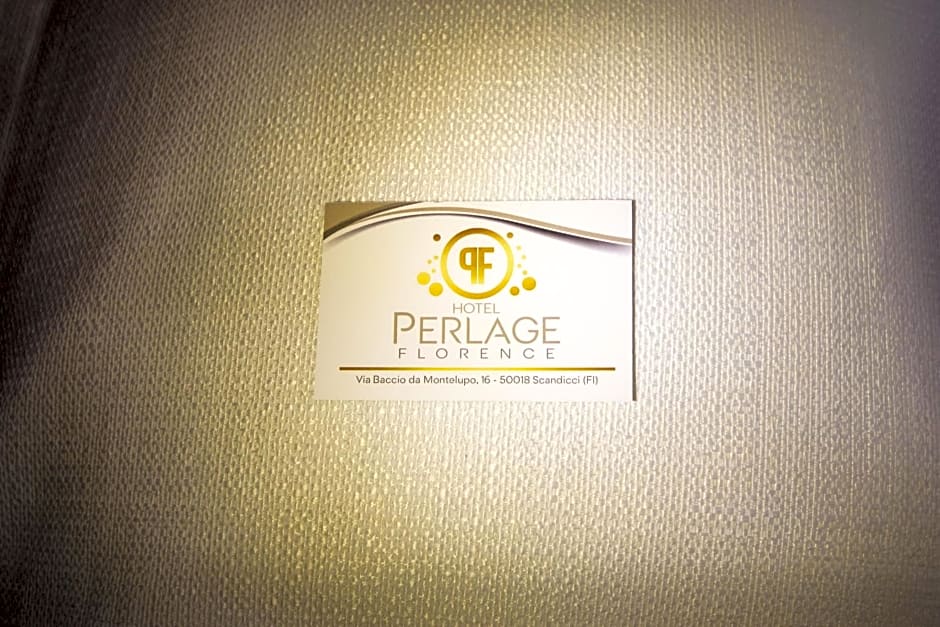 PF
HOTEL
PERLAGE
FLORENCE
Via Baccio da Montelupo, 16 - 50018 Scandicci (FI)